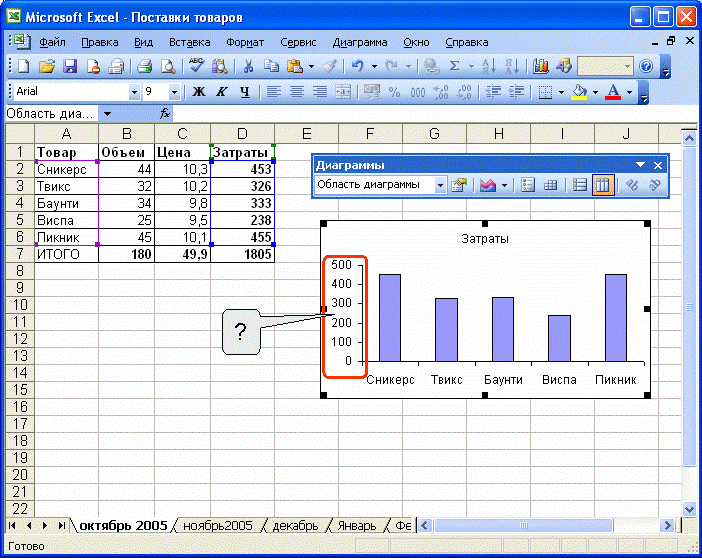 Microsoft Excel - Поставки товаров
Файл Правка Вид Вставка Формат Сервис Диаграмма Окно Справка
Arial 9 Ж К Ч
Область диа... fx
A B C D E F G H I J
1 Товар Объем Цена Затраты
2 Сникерс 44 10,3 453
3 Твикс 32 10,2 326
4 Баунти 34 9,8 333
5 Виспа 25 9,5 238
6 Пикник 45 10,1 455
7 ИТОГО 180 49,9 1805
8
9
10
11
12
13
14
15
16
17
18
19
20
21
22
Диаграммы
Область диаграммы
Затраты
500
400
300
200
100
0
Сникерс Твикс Баунти Виспа Пикник
?
октябрь 2005 ноябрь2005 декабрь Январь Фе
Готово